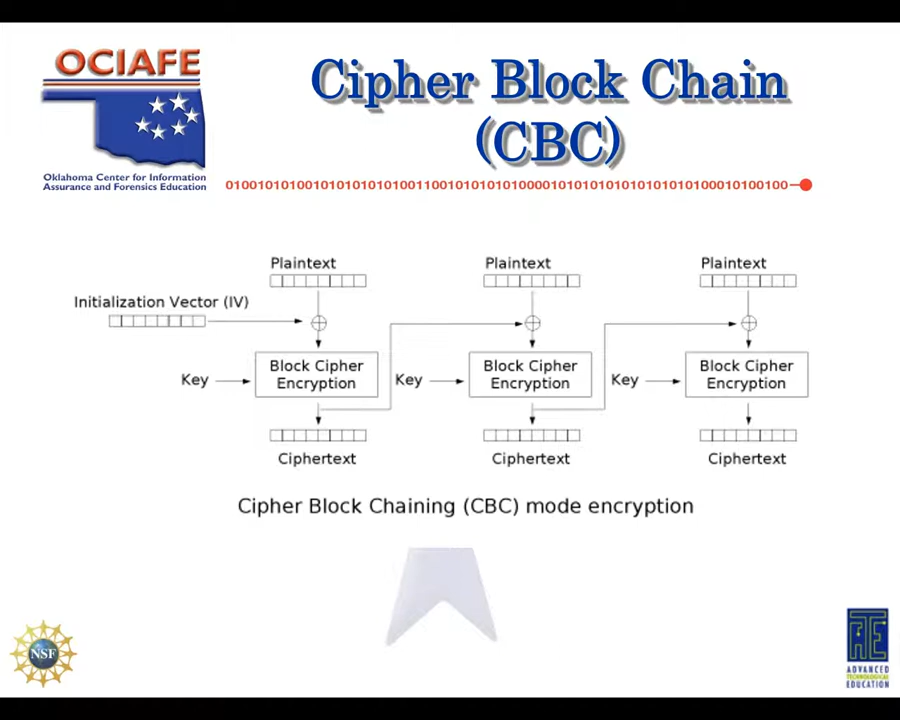 OCIAFE
Oklahoma Center for Information
Assurance and Forensics Education
Cipher Block Chain
(CBC)
Plaintext
Plaintext
Plaintext
Initialization Vector (IV)
Key
Block Cipher
Encryption
Key
Block Cipher
Encryption
Key
Block Cipher
Encryption
Ciphertext
Ciphertext
Ciphertext
Cipher Block Chaining (CBC) mode encryption
NSF
ATE
ADVANCED
TECHNOLOGICAL
EDUCATION